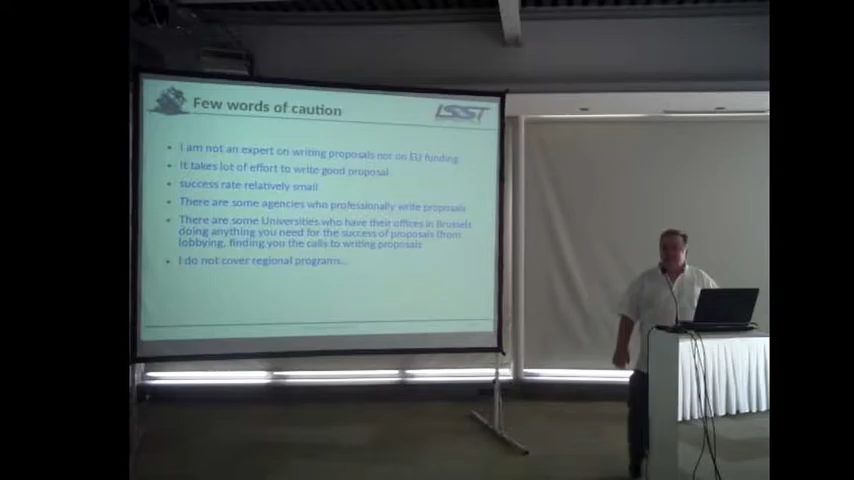 Few words of caution
LSST
• I am not an expert on writing proposals nor on EU funding
• It takes lot of effort to write good proposal
• success rate relatively small
• There are some agencies who professionally write proposals
• There are some Universities who have their offices in Brussels
doing anything you need for the success of proposals (from
lobbying, finding you the calls to writing proposals
• I do not cover regional programs...